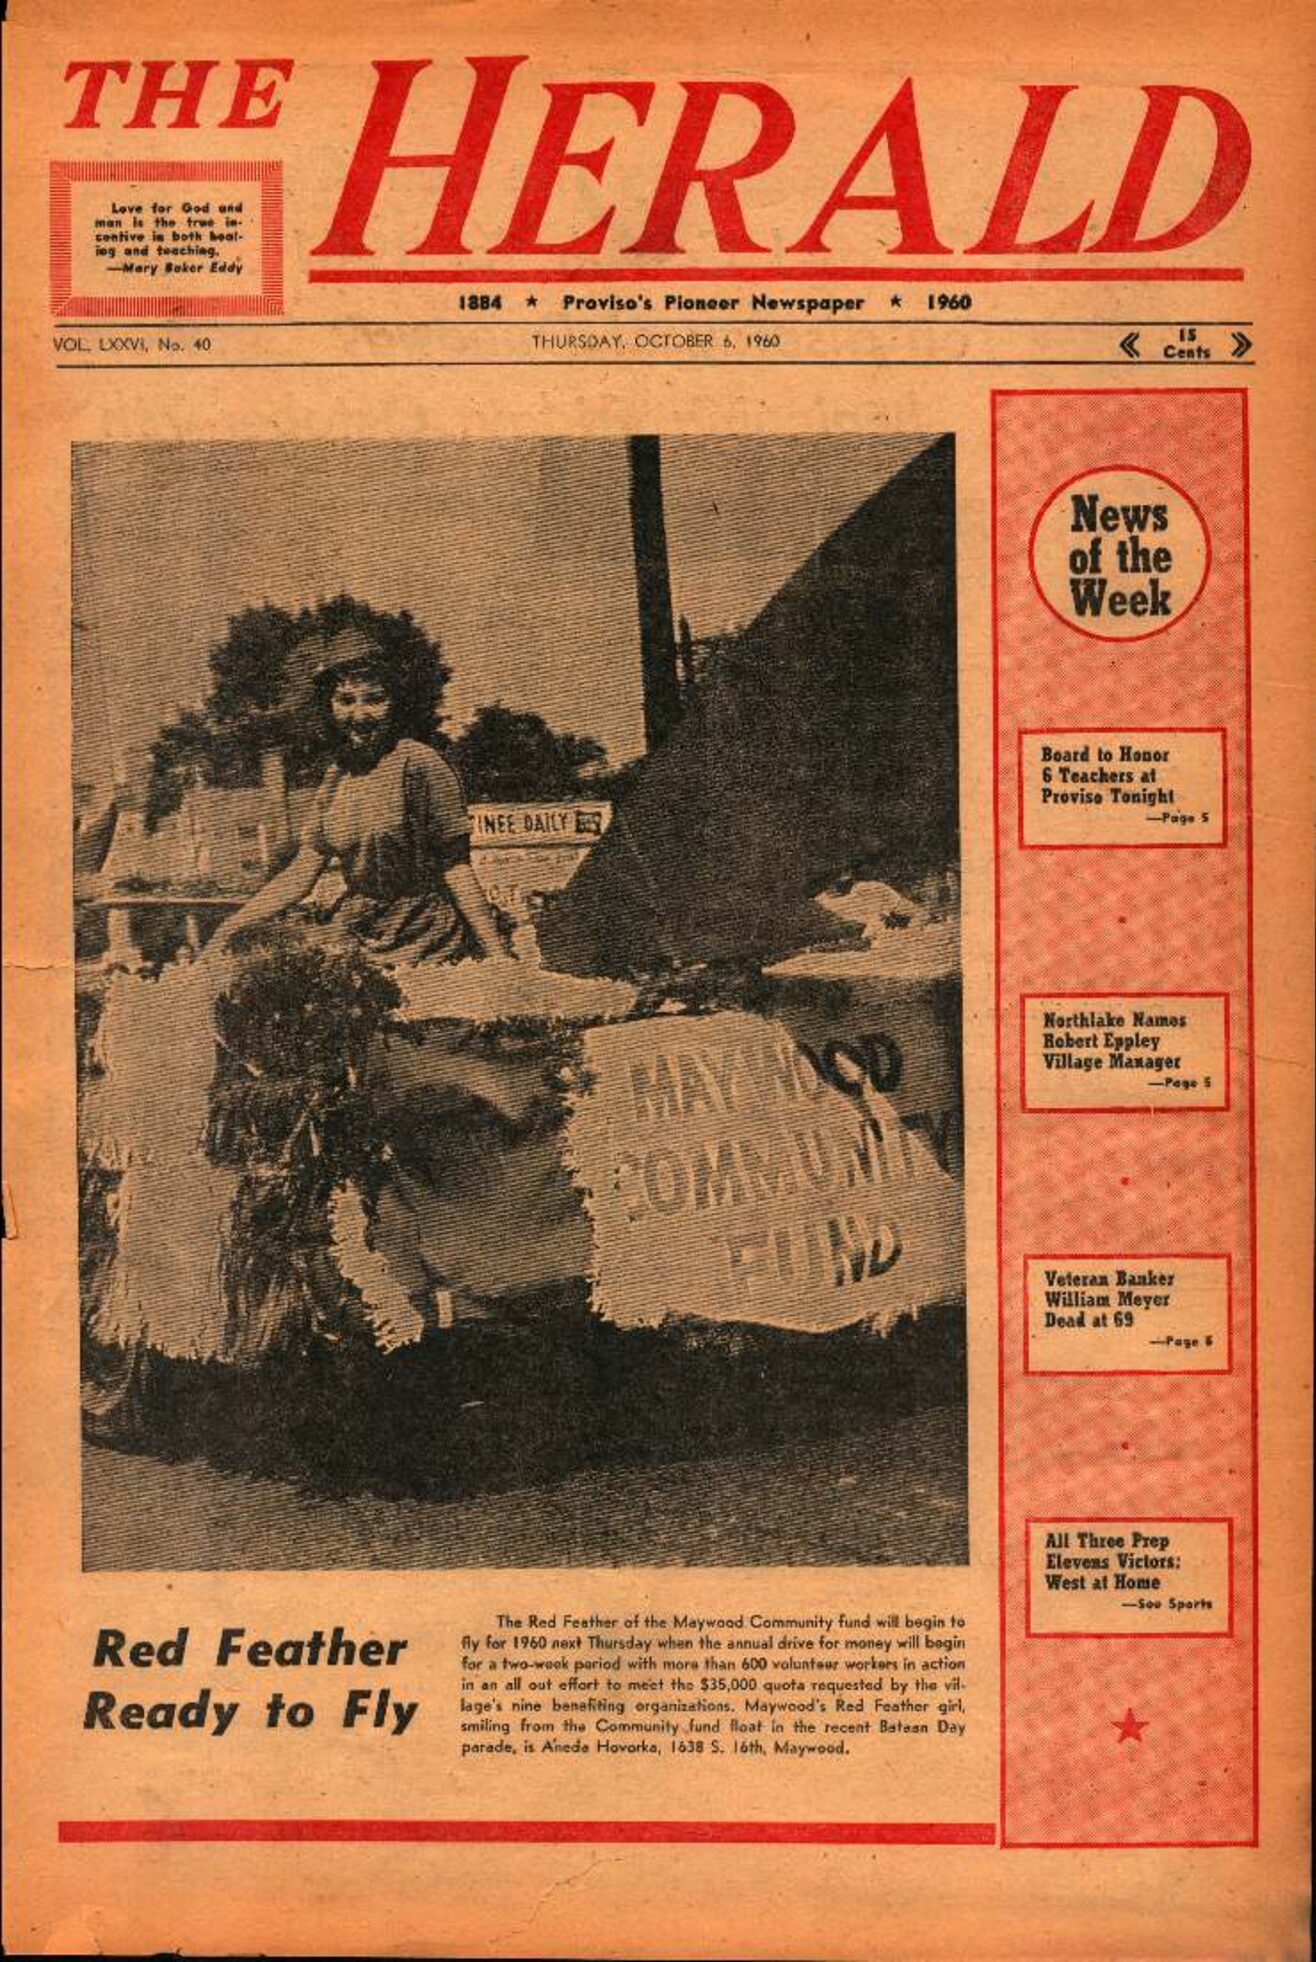 THE HERALD
Love for God and
man is the true in-
centive in both heal-
ing and teaching.
—Mary Baker Eddy
1884 ★ Proviso's Pioneer Newspaper ★ 1960
VOL. LXXVI, No. 40
THURSDAY, OCTOBER 6, 1960
« 15 Cents »
TINEE DAILY
MAYWOOD
COMMUNITY
FUND
Red Feather
Ready to Fly
The Red Feather of the Maywood Community fund will begin to
fly for 1960 next Thursday when the annual drive for money will begin
for a two-week period with more than 600 volunteer workers in action
in an all out effort to meet the $35,000 quota requested by the vil-
lage's nine benefiting organizations. Maywood's Red Feather girl,
smiling from the Community fund float in the recent Bataan Day
parade, is Aneda Hovorka, 1638 S. 16th, Maywood.
News
of the
Week
Board to Honor
6 Teachers at
Proviso Tonight
—Page 5
Northlake Names
Robert Eppley
Village Manager
—Page 5
Veteran Banker
William Meyer
Dead at 69
—Page 6
All Three Prep
Elevens Victors;
West at Home
—See Sports